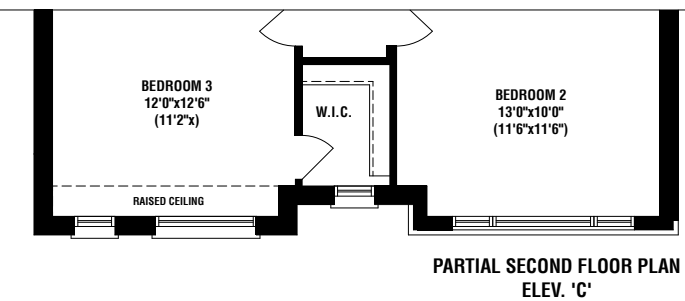 BEDROOM 3
12'0"x12'6"
(11'2"x)
W.I.C.
BEDROOM 2
13'0"x10'0"
(11'6"x11'6")
RAISED CEILING
PARTIAL SECOND FLOOR PLAN
ELEV. 'C'